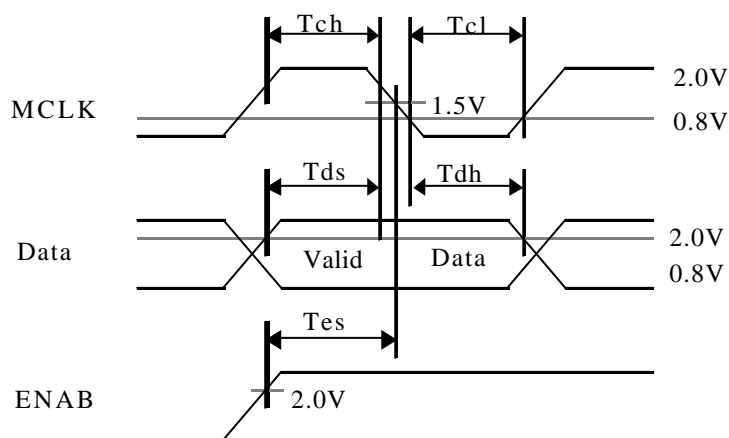 Tch Tcl
2.0V
MCLK 1.5V
0.8V
Tds Tdh
Data Valid Data 2.0V
0.8V
Tes
ENAB 2.0V